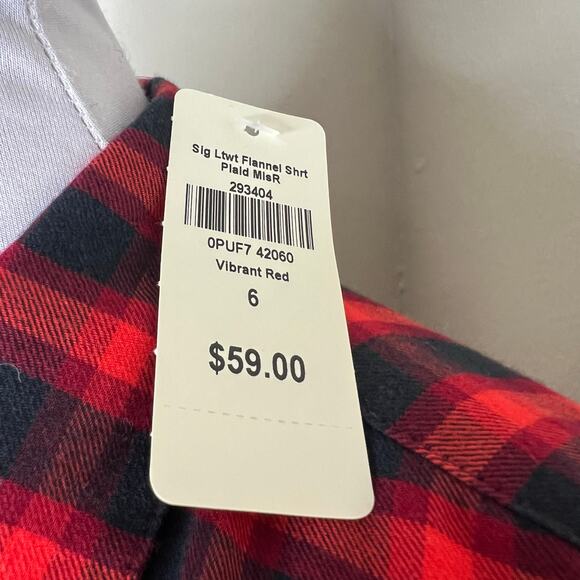 Sig Ltwt Flannel Shrt
Plaid MisR
293404
0PUF7 42060
Vibrant Red
6
$59.00